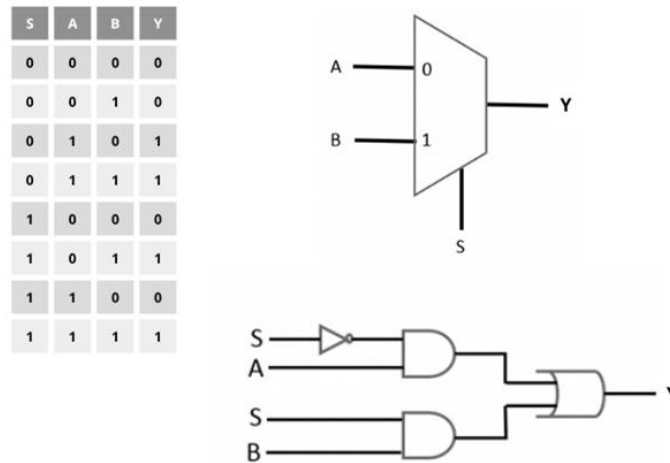 S A B Y
0 0 0 0
0 0 1 0
0 1 0 1
0 1 1 1
1 0 0 0
1 0 1 1
1 1 0 0
1 1 1 1
A 0
Y
B 1
S
S
A
S
B